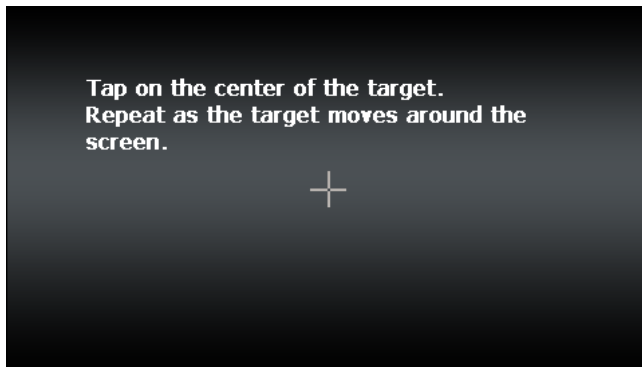 Tap on the center of the target.
Repeat as the target moves around the
screen.